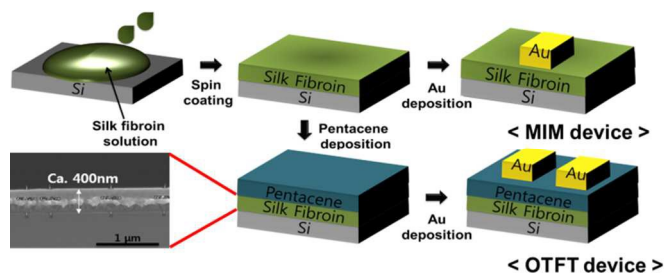 Si
Silk fibroin
solution
Spin
coating
Silk Fibroin
Si
Au
deposition
Au
Silk Fibroin
Si
< MIM device >
Pentacene
deposition
Ca. 400nm
1 μm
Pentacene
Silk Fibroin
Si
Au
deposition
Au
Au
Pentacene
Silk Fibroin
Si
< OTFT device >